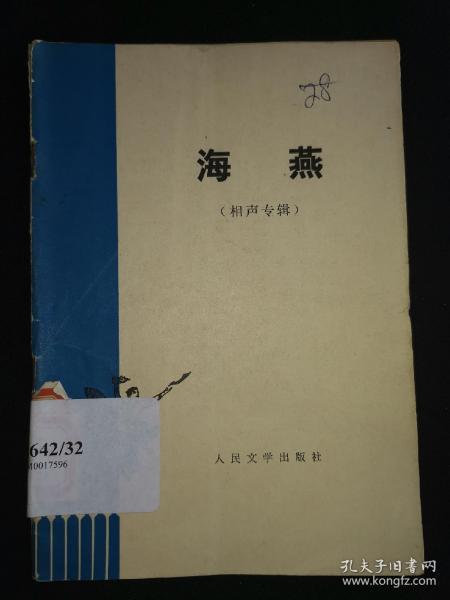 28
海 燕
（相声专辑）
642/32
10017596
人民文学出版社
孔夫子旧书网
www.kongfz.com